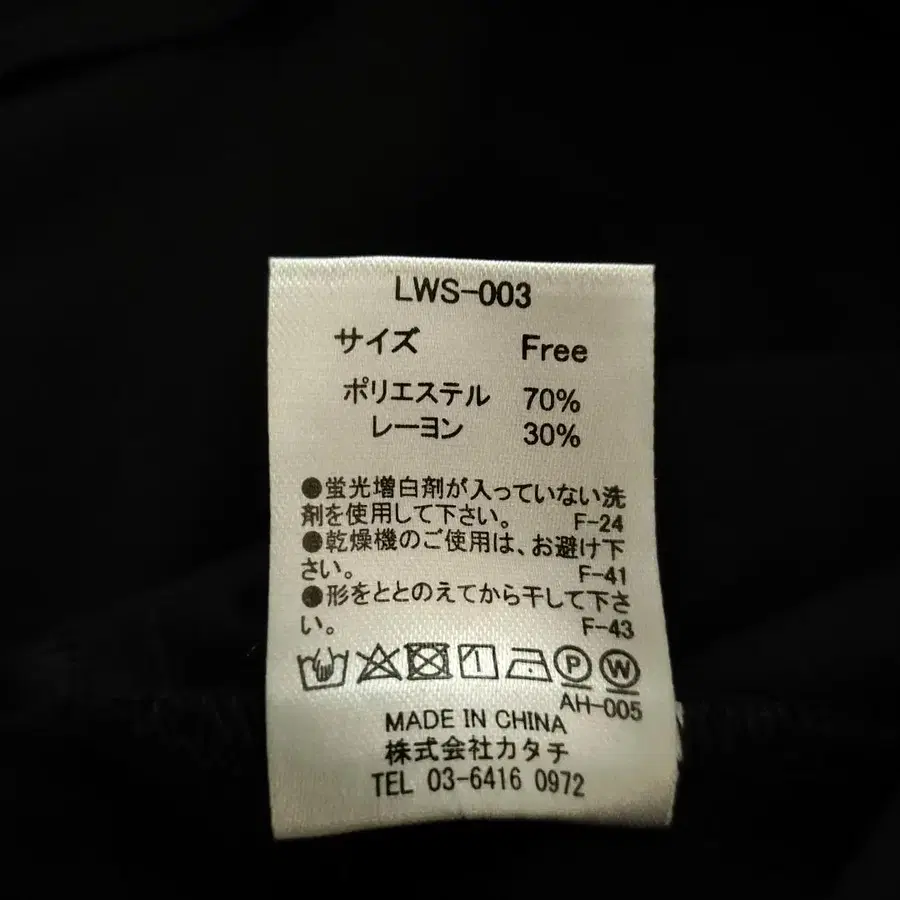 LWS-003
サイズ Free
ポリエステル 70%
レーヨン 30%
●蛍光増白剤が入っていない洗
剤を使用して下さい。 F-24
●乾燥機のご使用は、お避け下
さい。 F-41
●形をととのえてから干して下さ
い。 F-43
P W
AH-005
MADE IN CHINA
株式会社カタチ
TEL 03-6416 0972